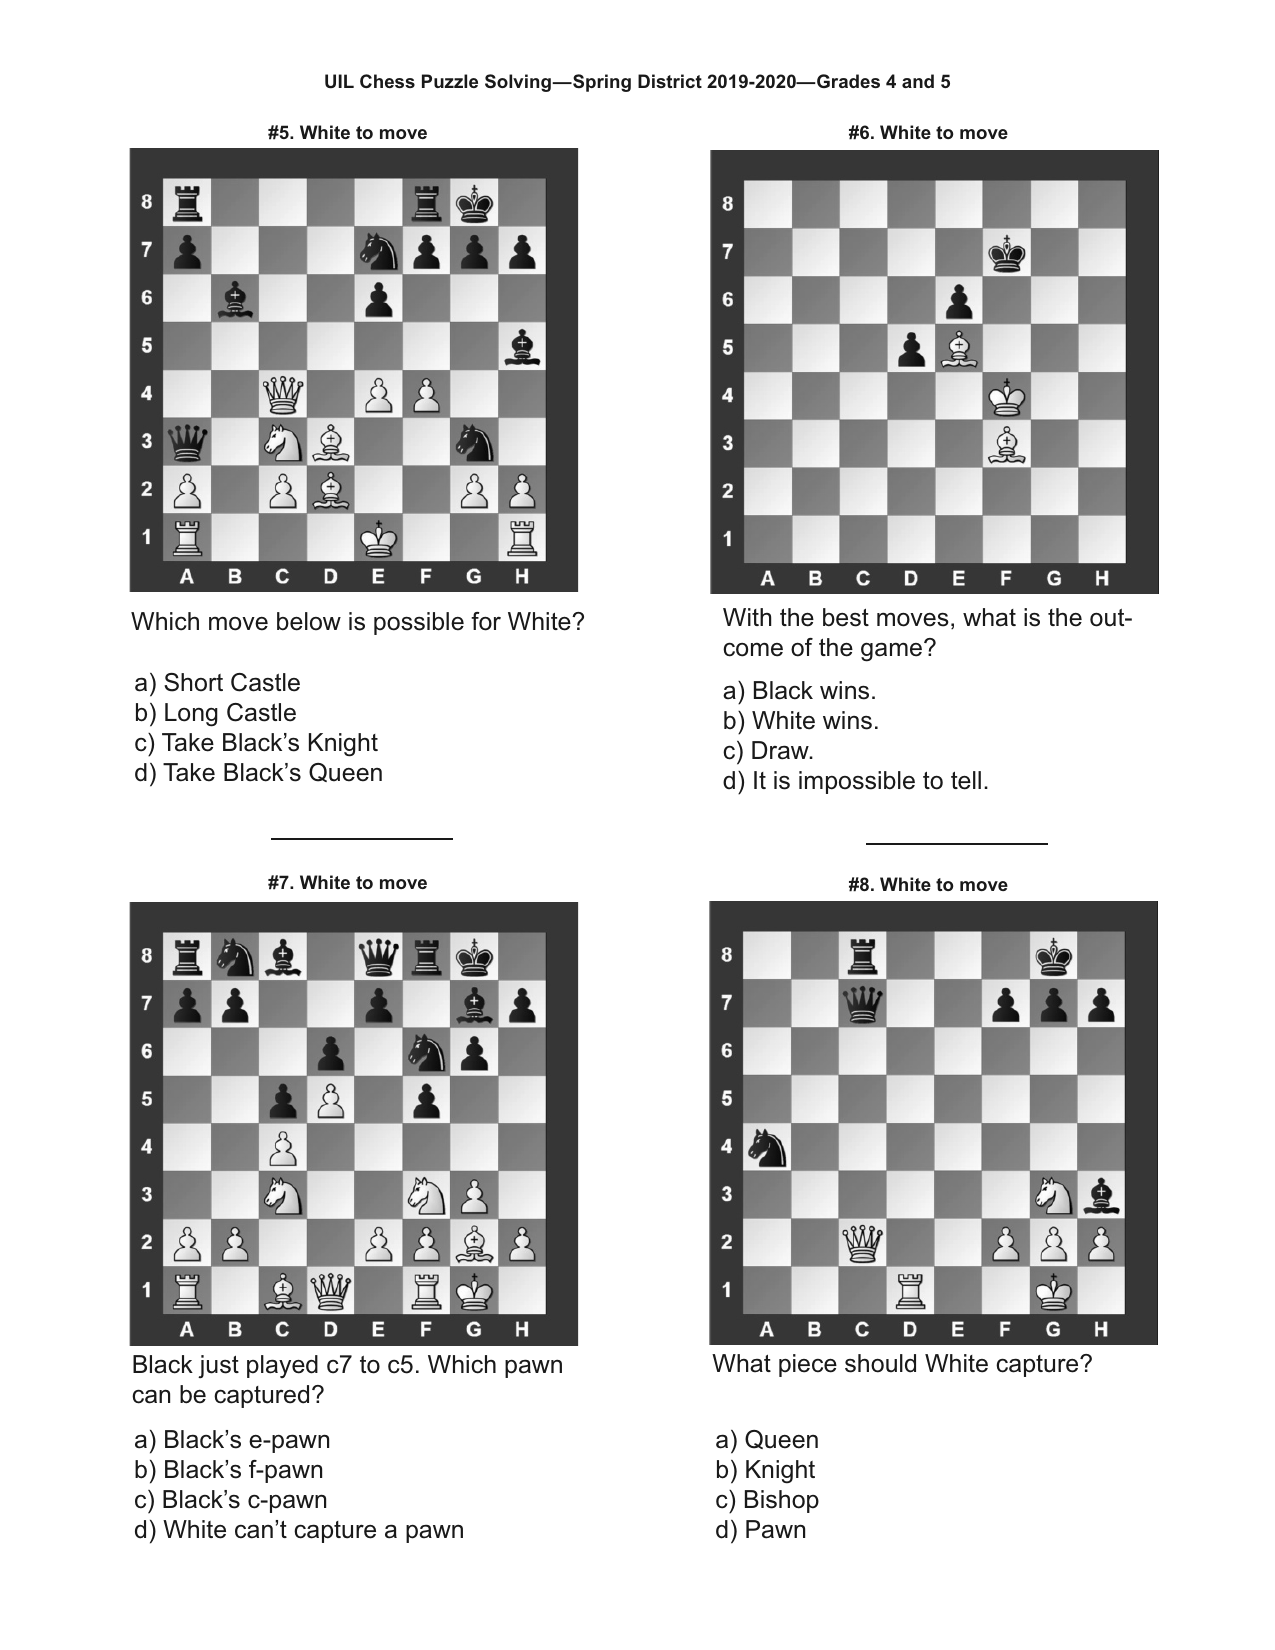 UIL Chess Puzzle Solving—Spring District 2019-2020—Grades 4 and 5
#5. White to move
8
7
6
5
4
3
2
1
A B C D E F G H
Which move below is possible for White?
a) Short Castle
b) Long Castle
c) Take Black’s Knight
d) Take Black’s Queen
#6. White to move
8
7
6
5
4
3
2
1
A B C D E F G H
With the best moves, what is the out-
come of the game?
a) Black wins.
b) White wins.
c) Draw.
d) It is impossible to tell.
#7. White to move
8
7
6
5
4
3
2
1
A B C D E F G H
Black just played c7 to c5. Which pawn
can be captured?
a) Black’s e-pawn
b) Black’s f-pawn
c) Black’s c-pawn
d) White can’t capture a pawn
#8. White to move
8
7
6
5
4
3
2
1
A B C D E F G H
What piece should White capture?
a) Queen
b) Knight
c) Bishop
d) Pawn